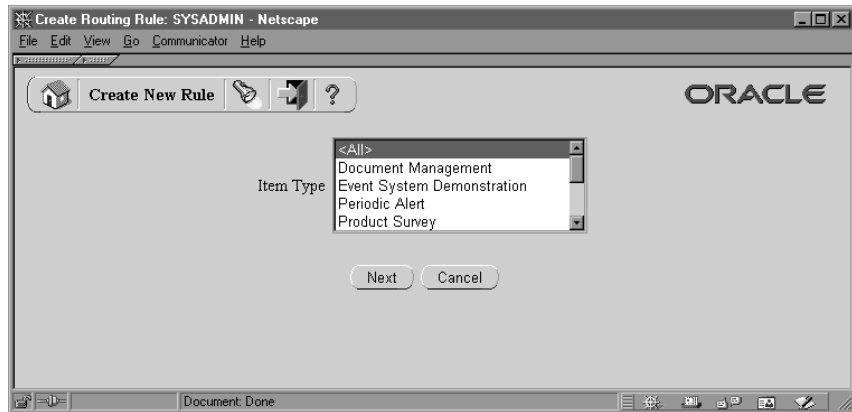 Create Routing Rule: SYSADMIN - Netscape
File Edit View Go Communicator Help
Create New Rule ?
ORACLE
Item Type
<All>
Document Management
Event System Demonstration
Periodic Alert
Product Survey
Next Cancel
Document: Done